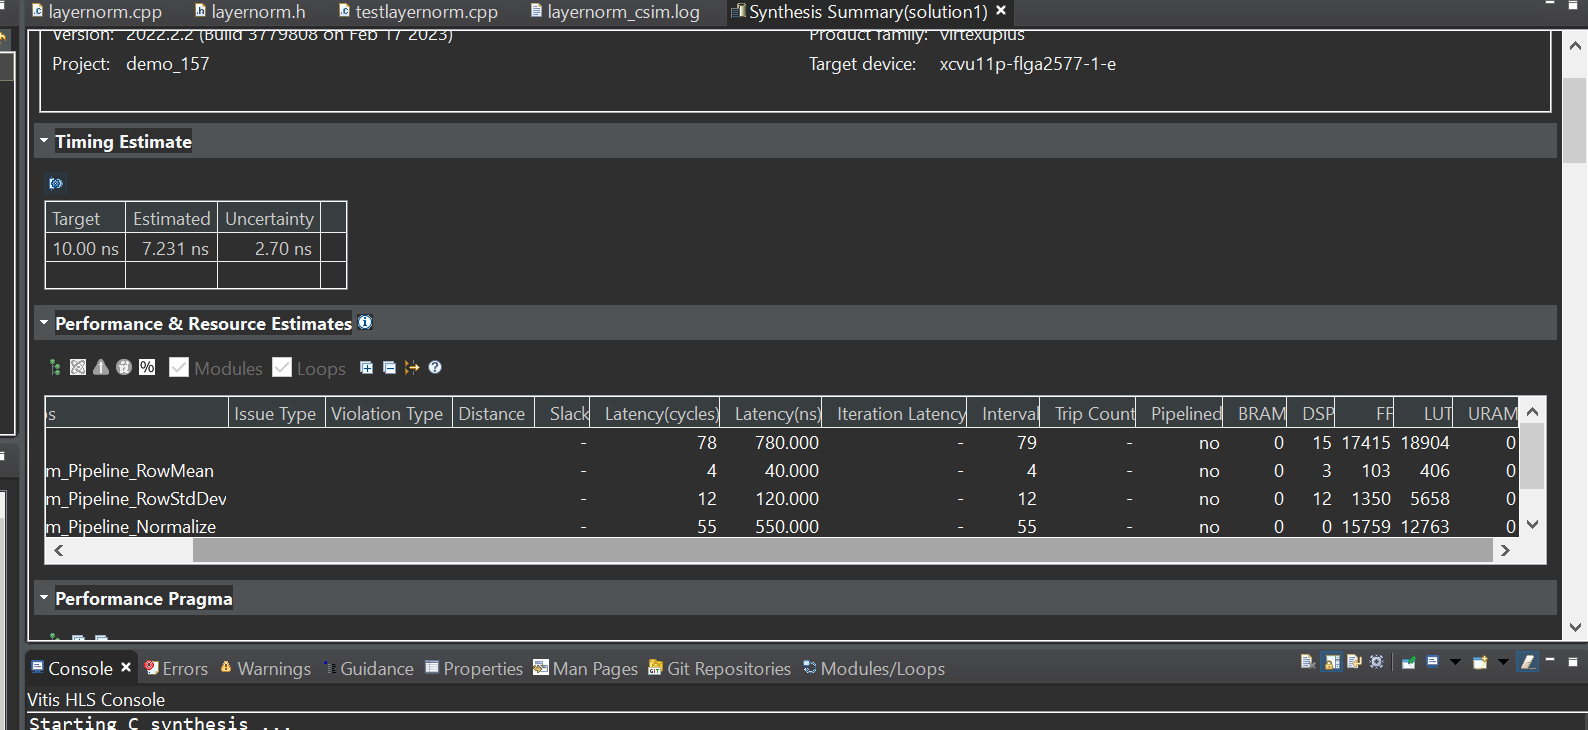 layernorm.cpp layernorm.h testlayernorm.cpp layernorm_csim.log Synthesis Summary(solution1)
Version: 2022.2.2 (Build 3779808 on Feb 17 2023) Product family: virtexuplus
Project: demo_157 Target device: xcvu11p-flga2577-1-e
Timing Estimate
Target Estimated Uncertainty
10.00 ns 7.231 ns 2.70 ns
Performance & Resource Estimates
% Modules Loops
s Issue Type Violation Type Distance Slack Latency(cycles) Latency(ns) Iteration Latency Interval Trip Count Pipelined BRAM DSP FF LUT URAM
- 78 780.000 - 79 - no 0 15 17415 18904 0
m_Pipeline_RowMean - 4 40.000 - 4 - no 0 3 103 406 0
m_Pipeline_RowStdDev - 12 120.000 - 12 - no 0 12 1350 5658 0
m_Pipeline_Normalize - 55 550.000 - 55 - no 0 0 15759 12763 0
Performance Pragma
Console Errors Warnings Guidance Properties Man Pages Git Repositories Modules/Loops
Vitis HLS Console
Starting C synthesis ...